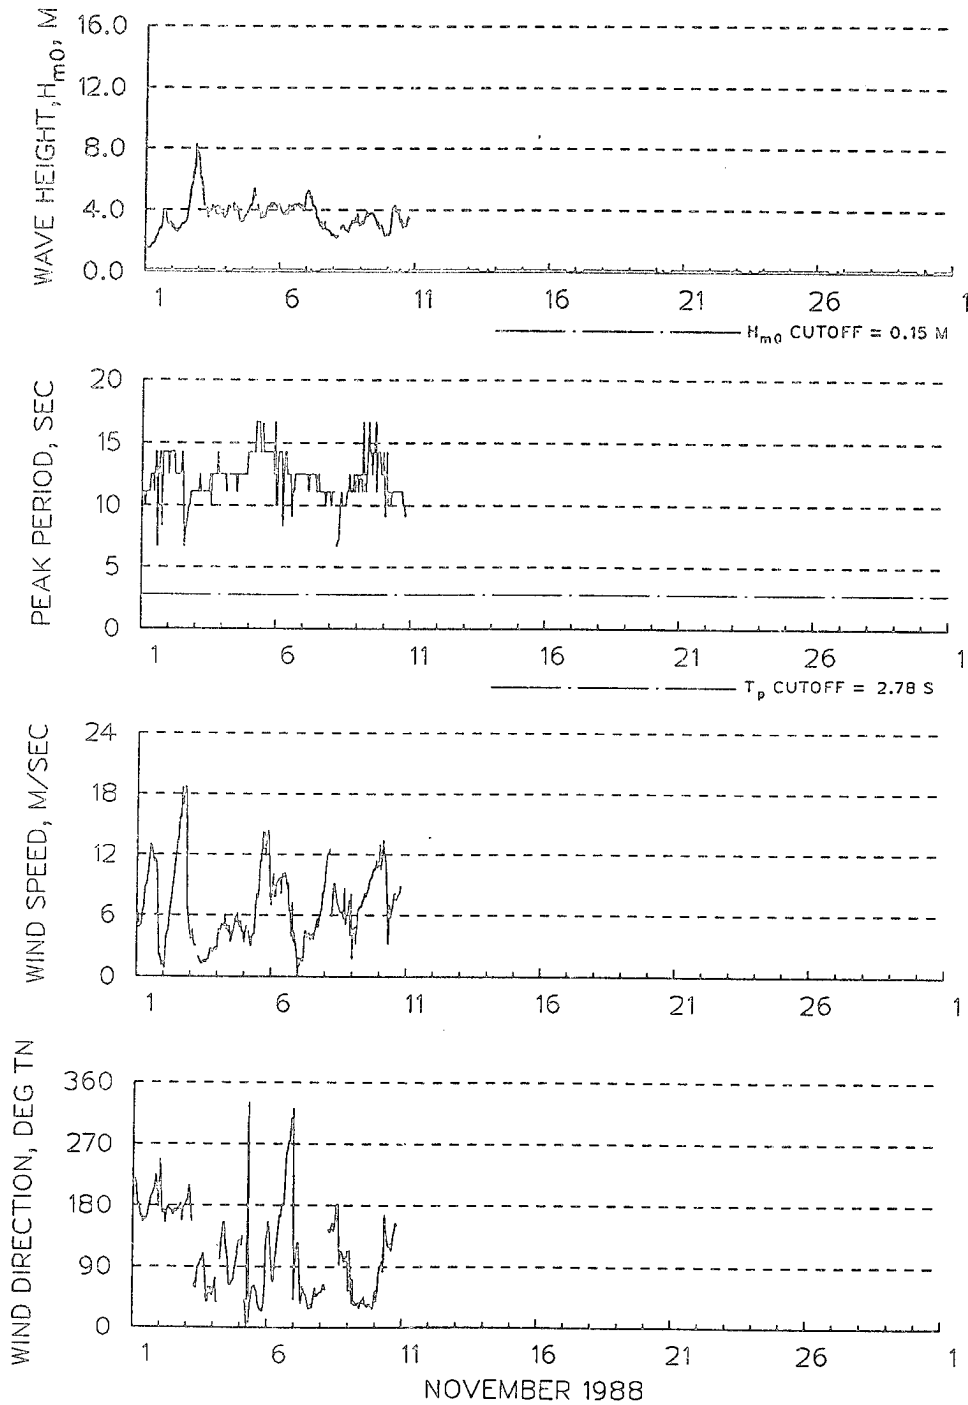 WAVE HEIGHT, Hm0, M
16.0
12.0
8.0
4.0
0.0
1 6 11 16 21 26 1
Hm0 CUTOFF = 0.15 M
PEAK PERIOD, SEC
20
15
10
5
0
1 6 11 16 21 26 1
Tp CUTOFF = 2.78 S
WIND SPEED, M/SEC
24
18
12
6
0
1 6 11 16 21 26 1
WIND DIRECTION, DEG TN
360
270
180
90
0
1 6 11 16 21 26 1
NOVEMBER 1988